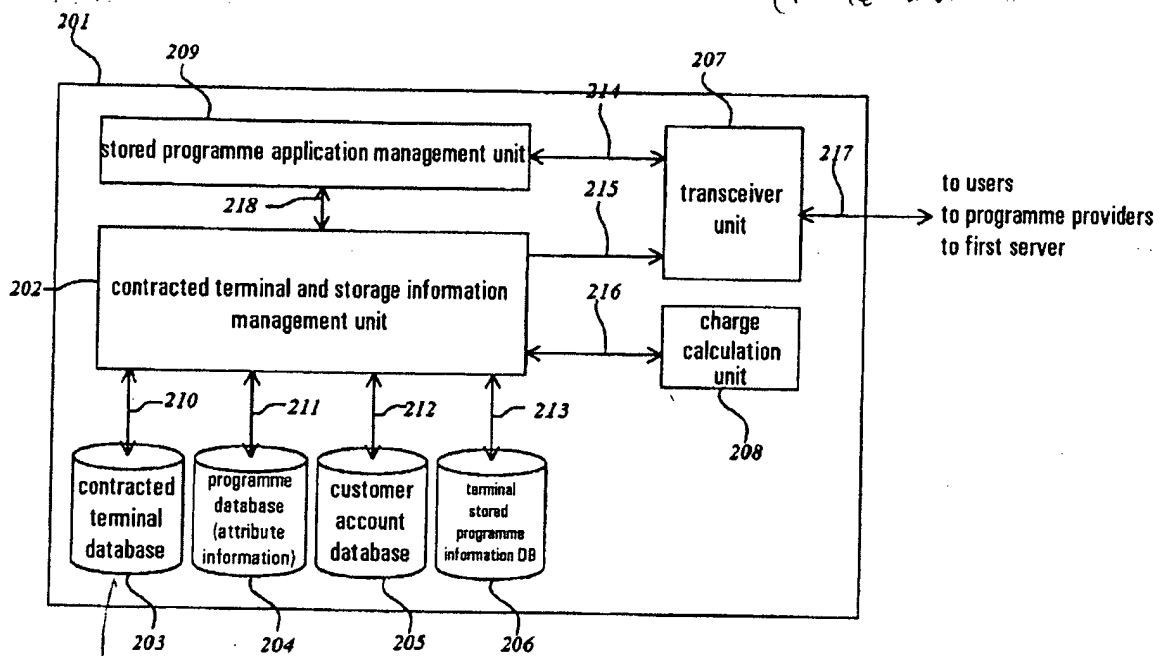 201
209
207
214
217
stored programme application management unit
transceiver
unit
to users
to programme providers
to first server
218
215
202
contracted terminal and storage information
management unit
216
charge
calculation
unit
210
211
212
213
208
contracted
terminal
database
programme
database
(attribute
information)
customer
account
database
terminal
stored
programme
information DB
203
204
205
206